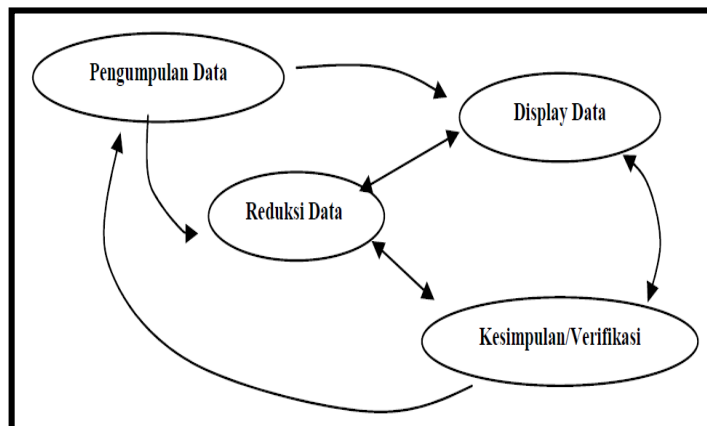 Pengumpulan Data
Display Data
Reduksi Data
Kesimpulan/Verifikasi